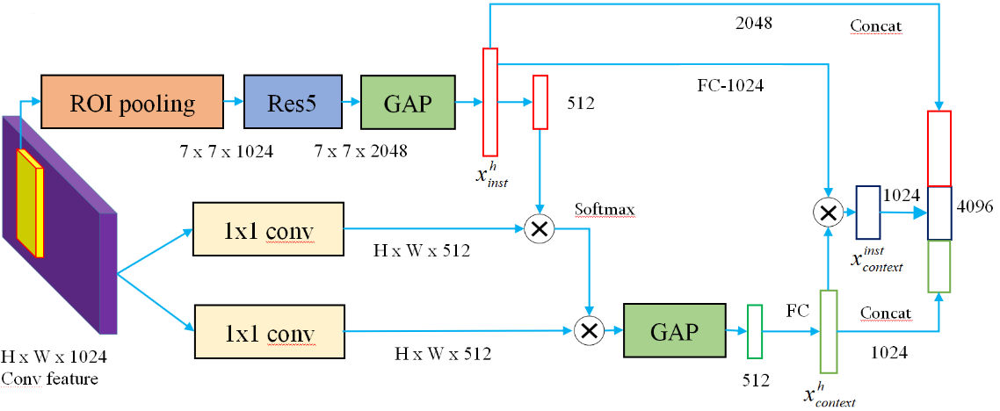 2048
Concat
FC-1024
ROI pooling
Res5
GAP
512
7 x 7 x 1024
7 x 7 x 2048
x^h_inst
1024
4096
Softmax
1x1 conv
H x W x 512
x^inst_context
1x1 conv
GAP
FC
Concat
H x W x 512
1024
H x W x 1024
Conv feature
512
x^h_context